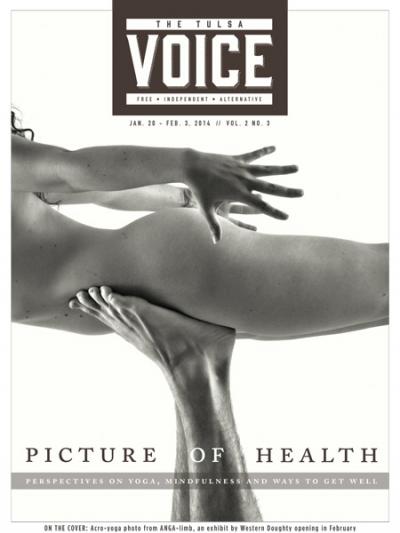 THE TULSA
VOICE
FREE • INDEPENDENT • ALTERNATIVE
JAN. 20 - FEB. 3, 2014 // VOL. 2 NO. 3
PICTURE OF HEALTH
PERSPECTIVES ON YOGA, MINDFULNESS AND WAYS TO GET WELL
ON THE COVER: Acro-yoga photo from ANGA-limb, an exhibit by Western Doughty opening in February